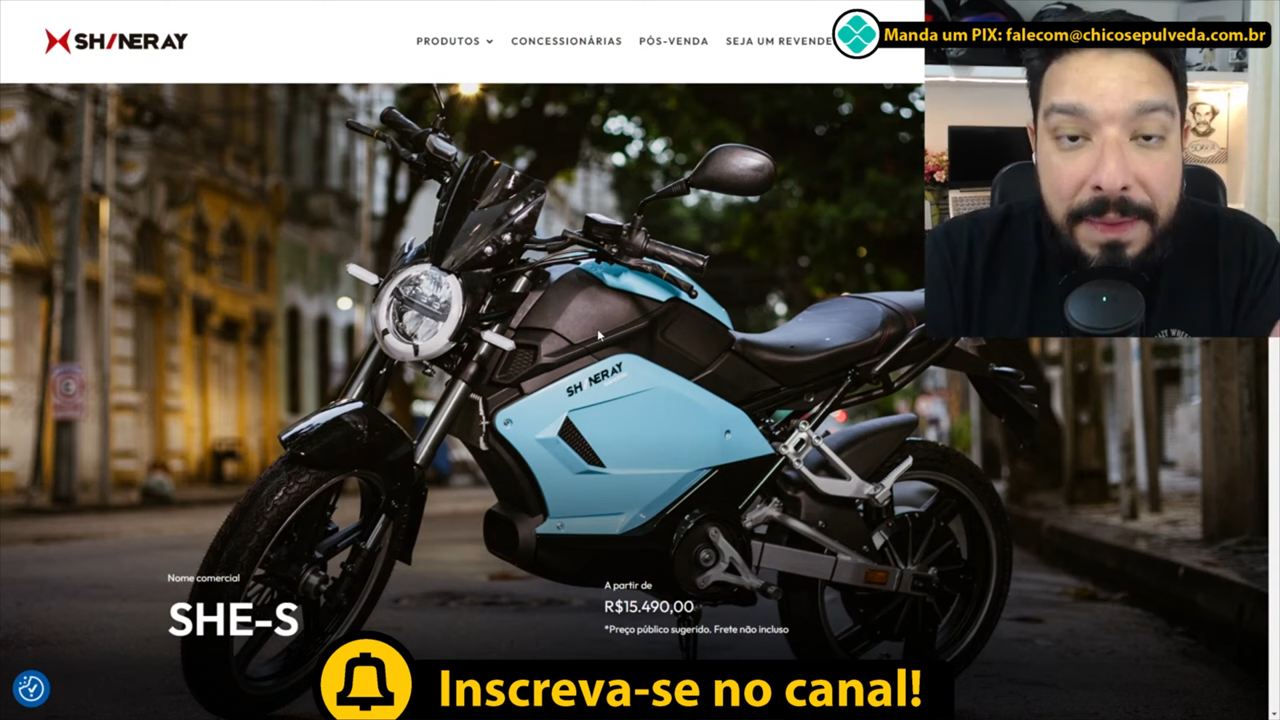 SHINERAY
PRODUTOS
CONCESSIONÁRIAS
PÓS-VENDA
SEJA UM REVENDE
Manda um PIX: falecom@chicosepulveda.com.br
SHINERAY
Nome comercial
SHE-S
A partir de
R$15.490,00
*Preço público sugerido. Frete não incluso
Inscreva-se no canal!